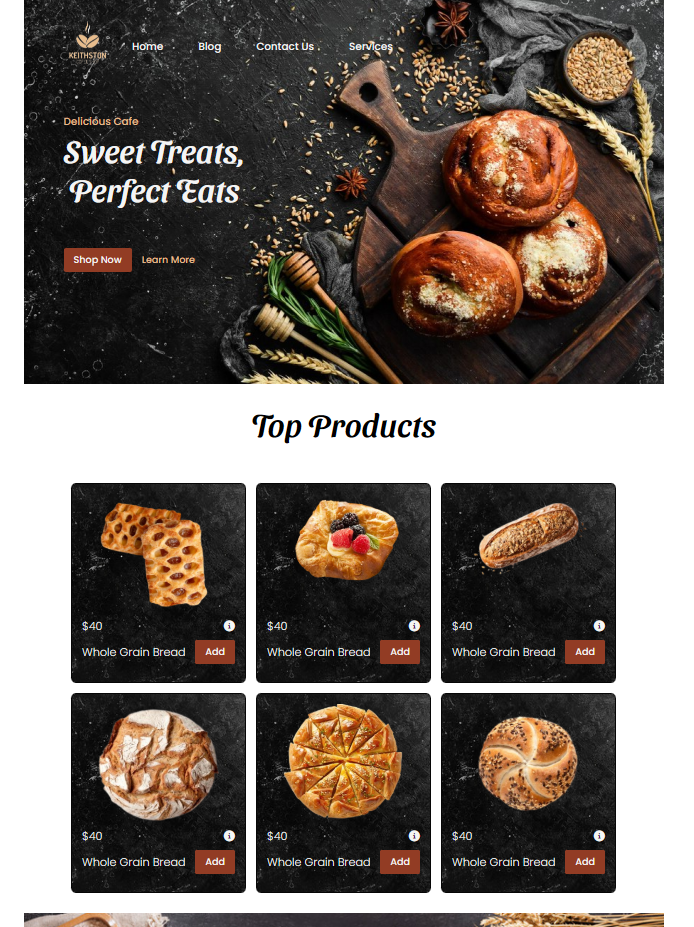 KEITHSTON
Home Blog Contact Us . Services
Delicious Cafe
Sweet Treats,
Perfect Eats
Shop Now Learn More
Top Products
$40 $40 $40
Whole Grain Bread Add Whole Grain Bread Add Whole Grain Bread Add
$40 $40 $40
Whole Grain Bread Add Whole Grain Bread Add Whole Grain Bread Add